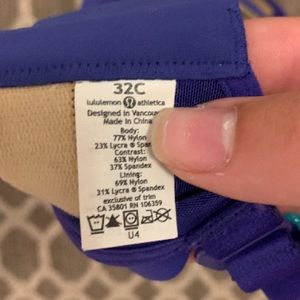 32C
lululemon athletica
Designed in Vancou
Made in China
Body:
77% Nylon
23% Lycra ® Spandex
Contrast:
63% Nylon
37% Spandex
Lining:
69% Nylon
31% Lycra ® Spandex
exclusive of trim
CA 35801 RN 106359
U4